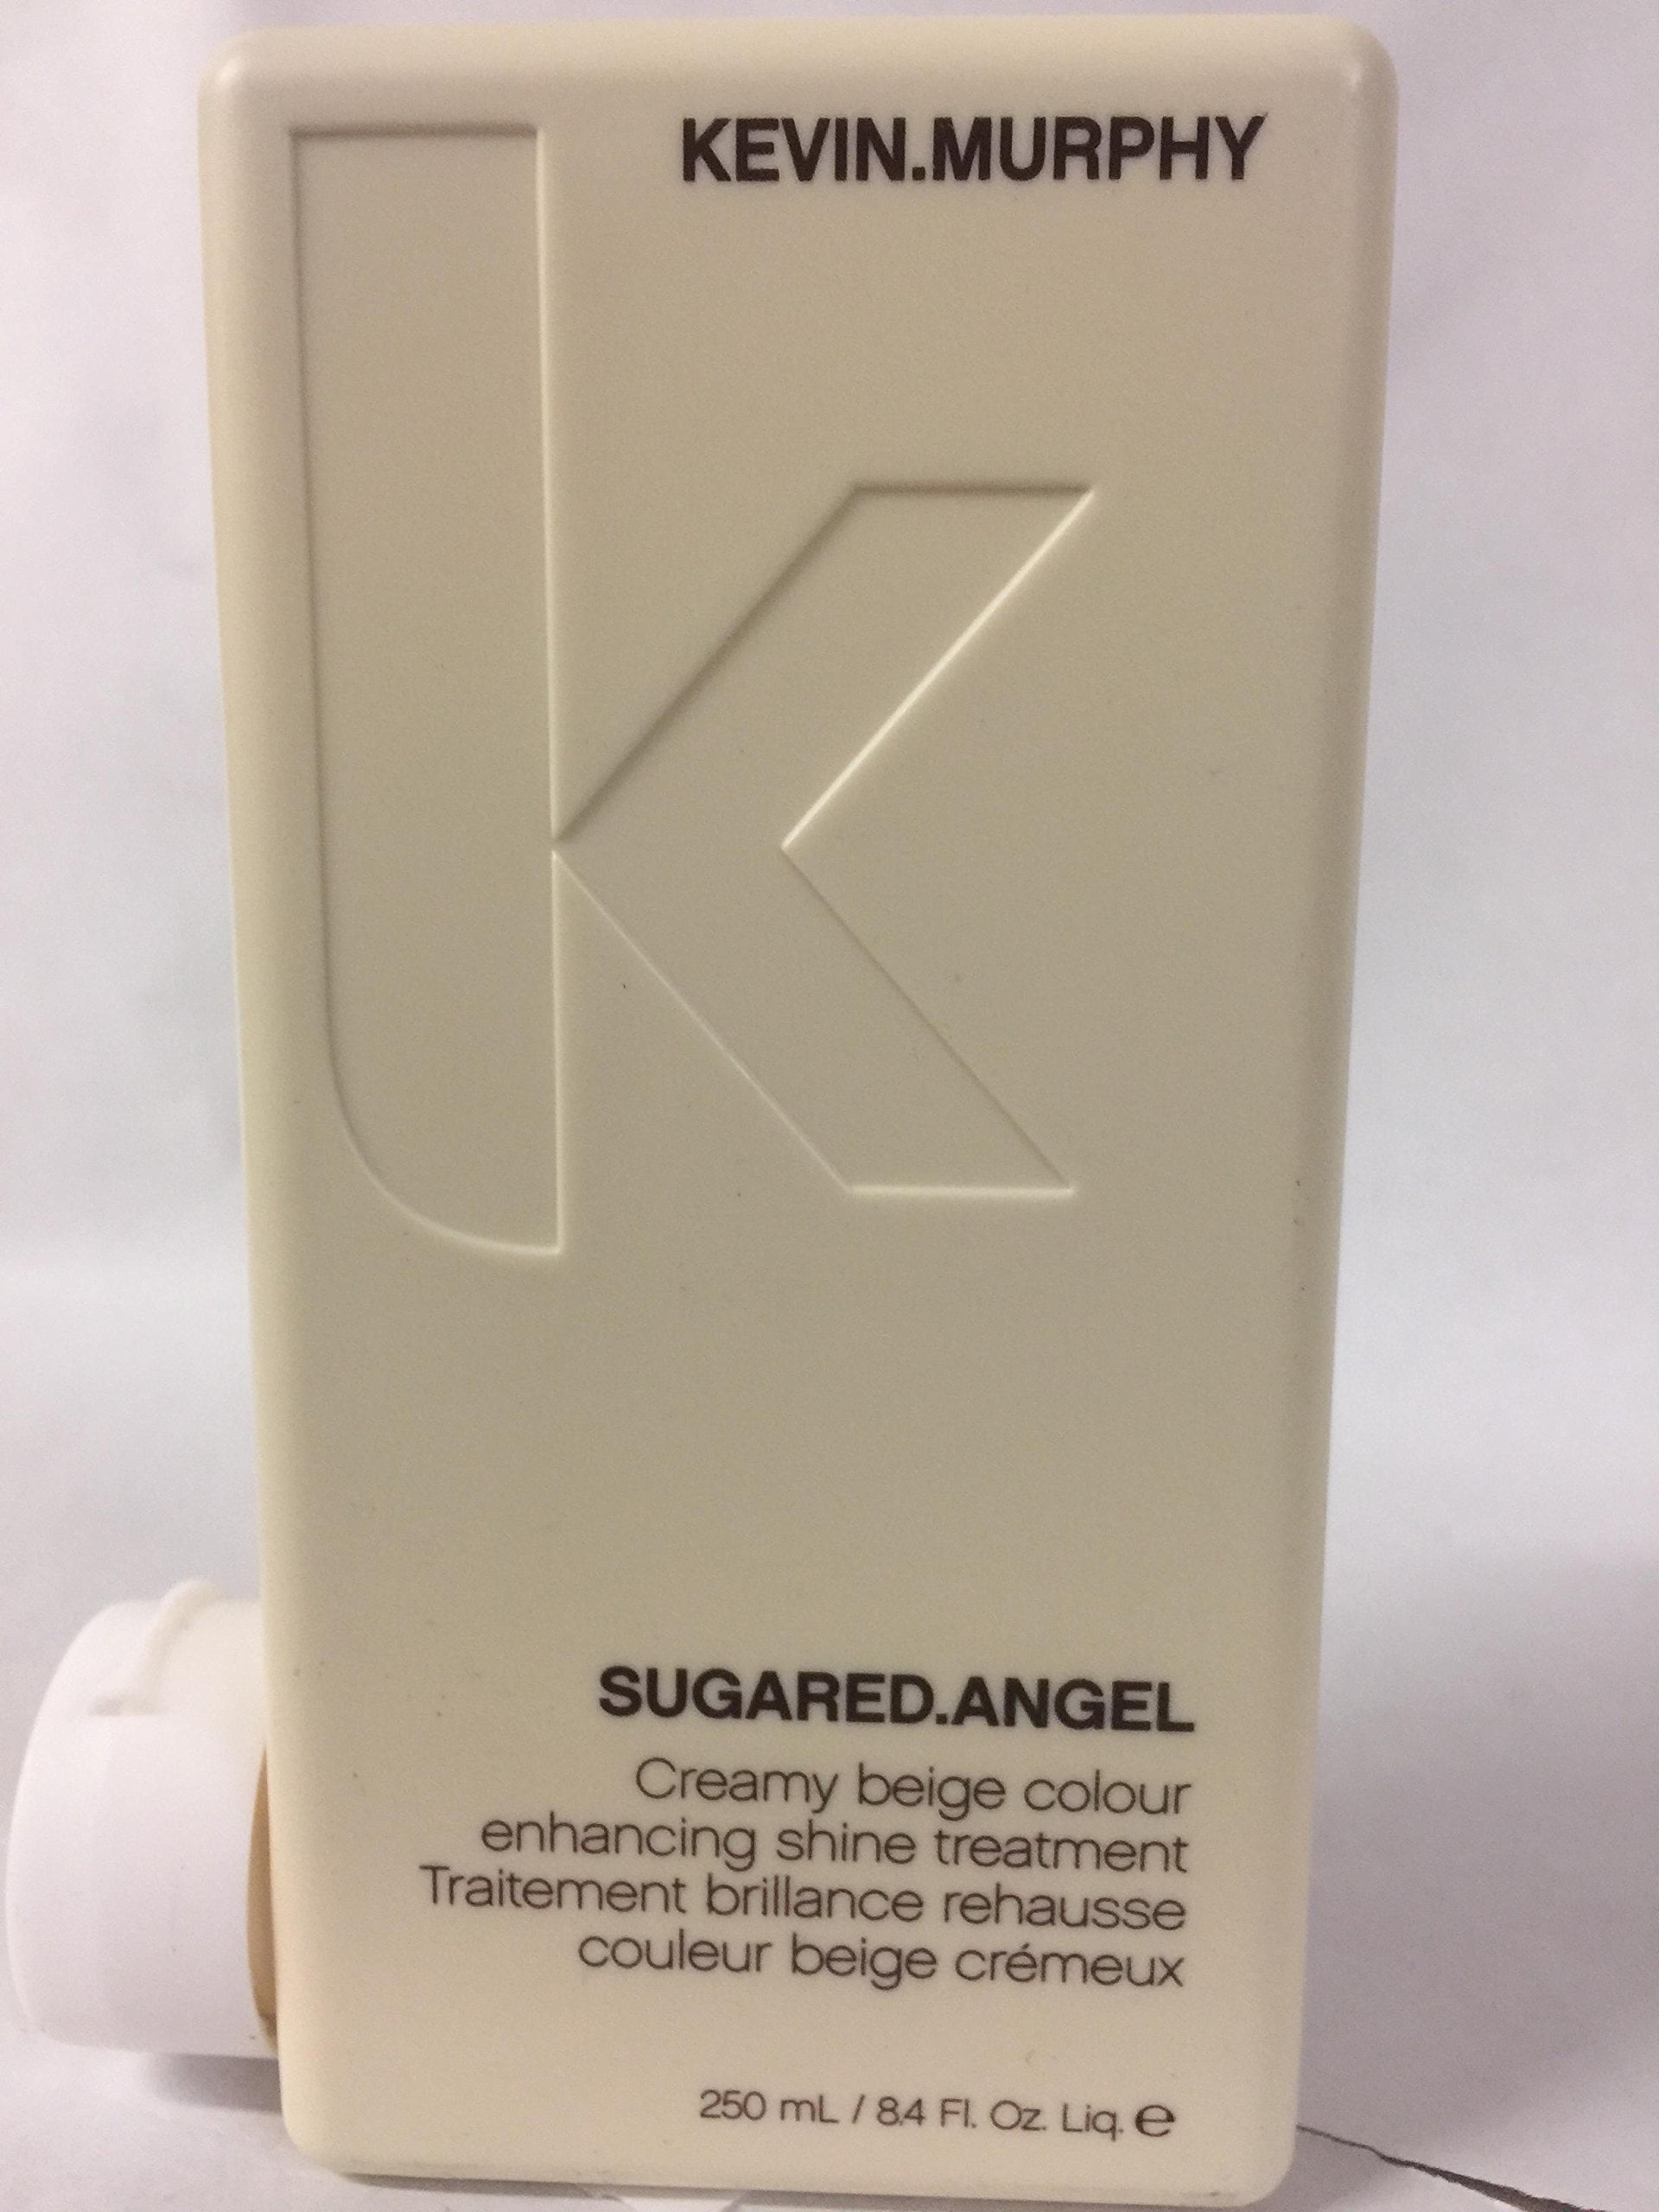 KEVIN.MURPHY
K
SUGARED.ANGEL
Creamy beige colour
enhancing shine treatment
Traitement brillance rehausse
couleur beige crémeux
250 mL / 8.4 Fl. Oz. Liq. ℮